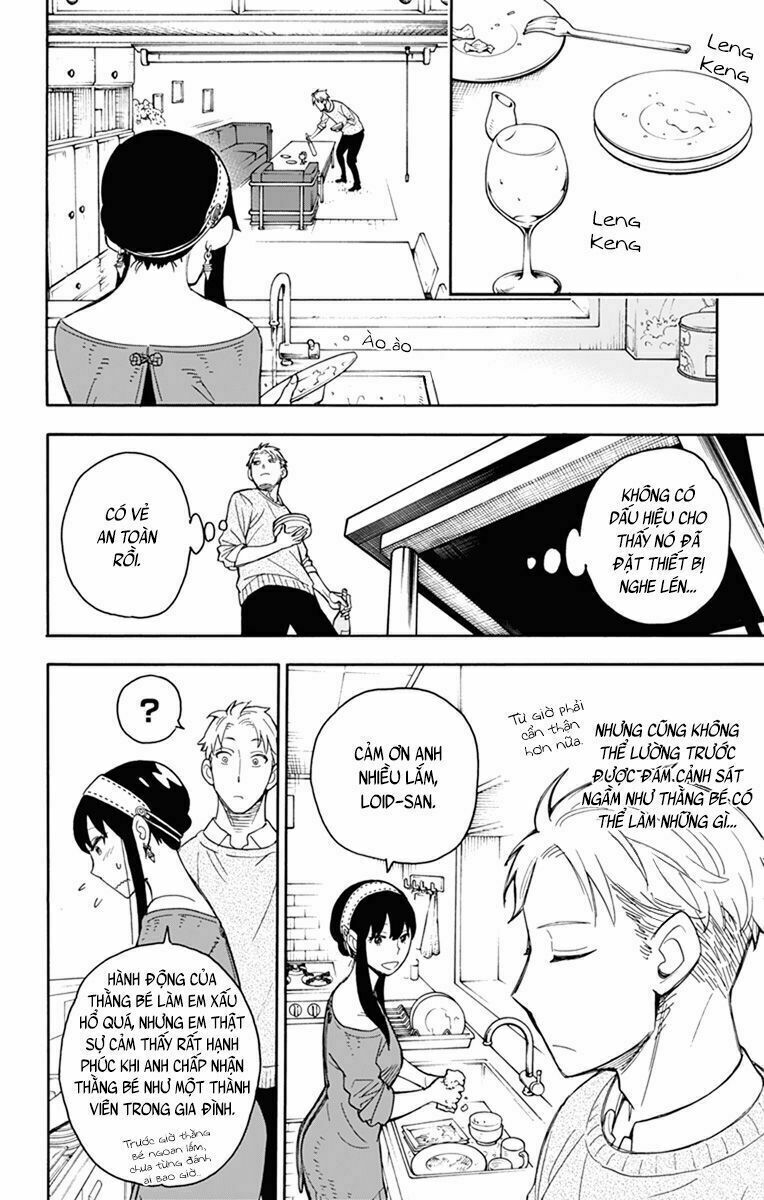 Leng
Keng
Leng
Keng
Ào ào
KHÔNG CÓ
DẤU HIỆU CHO
THẤY NÓ ĐÃ
ĐẶT THIẾT BỊ
NGHE LÉN...
CÓ VẺ
AN TOÀN
RỒI.
NHƯNG CŨNG KHÔNG
THỂ LƯỜNG TRƯỚC
ĐƯỢC ĐÁM CẢNH SÁT
NGẦM NHƯ THẰNG BÉ CÓ
THỂ LÀM NHỮNG GÌ...
Từ giờ phải
cẩn thận
hơn nữa.
CẢM ƠN ANH
NHIỀU LẮM,
LOID-SAN.
?
HÀNH ĐỘNG CỦA
THẰNG BÉ LÀM EM XẤU
HỔ QUÁ, NHƯNG EM THẬT
SỰ CẢM THẤY RẤT HẠNH
PHÚC KHI ANH CHẤP NHẬN
THẰNG BÉ NHƯ MỘT THÀNH
VIÊN TRONG GIA ĐÌNH.
Trước giờ thằng
bé ngoan lắm,
chưa từng đánh
ai bao giờ..